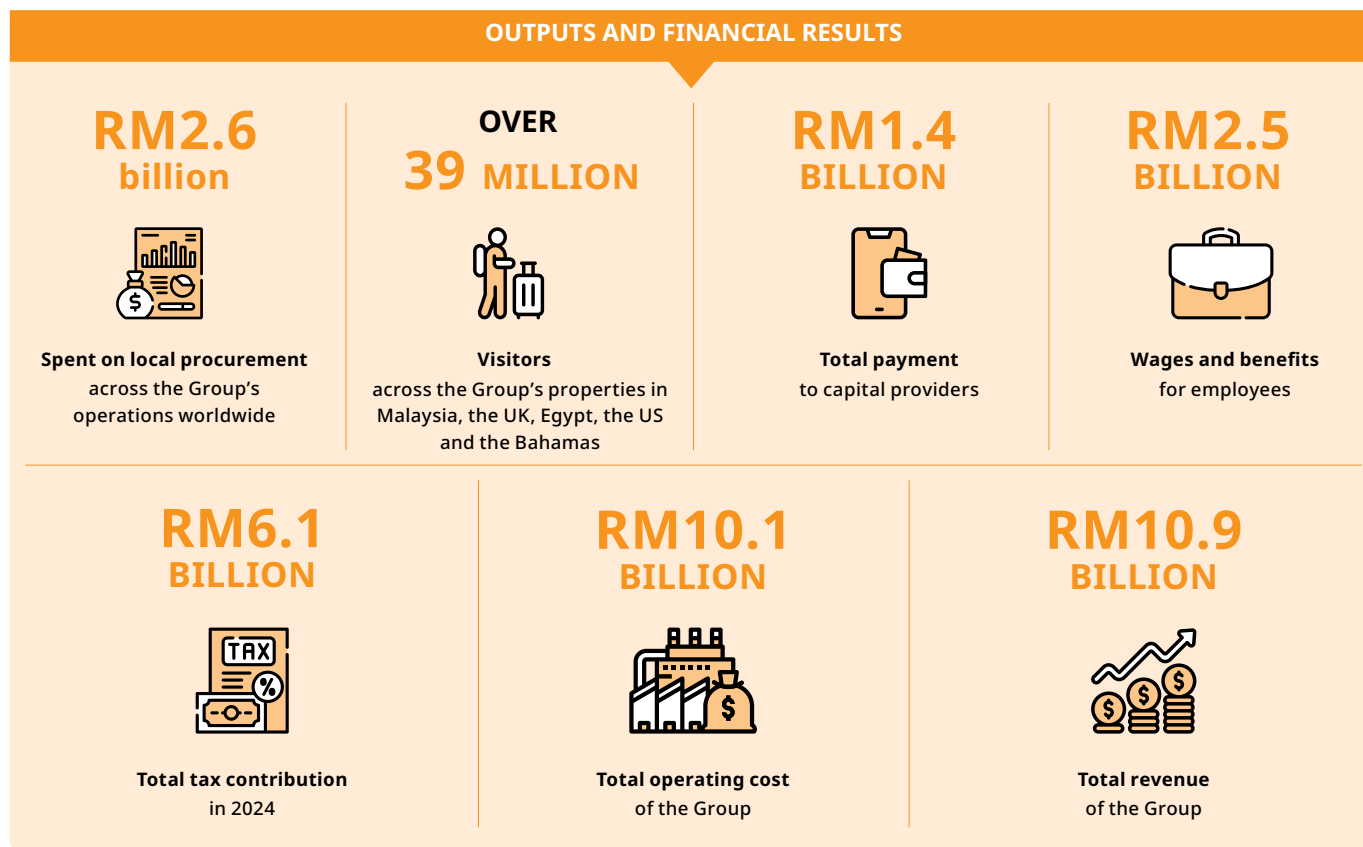 OUTPUTS AND FINANCIAL RESULTS
RM2.6
billion
$
Spent on local procurement
across the Group’s
operations worldwide
OVER
39 MILLION
Visitors
across the Group’s properties in
Malaysia, the UK, Egypt, the US
and the Bahamas
RM1.4
BILLION
Total payment
to capital providers
RM2.5
BILLION
Wages and benefits
for employees
RM6.1
BILLION
TAX
%
Total tax contribution
in 2024
RM10.1
BILLION
$
Total operating cost
of the Group
RM10.9
BILLION
$ $ $
Total revenue
of the Group